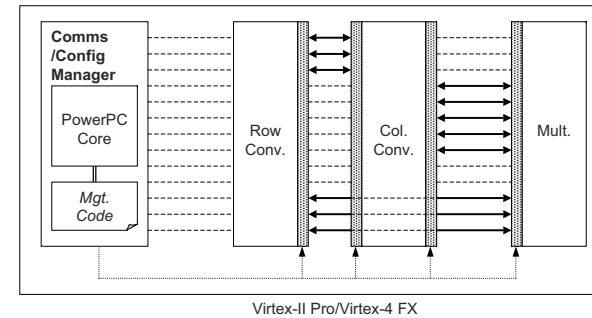 Comms
/Config
Manager
PowerPC
Core
Mgt.
Code
Row
Conv.
Col.
Conv.
Mult.
Virtex-II Pro/Virtex-4 FX